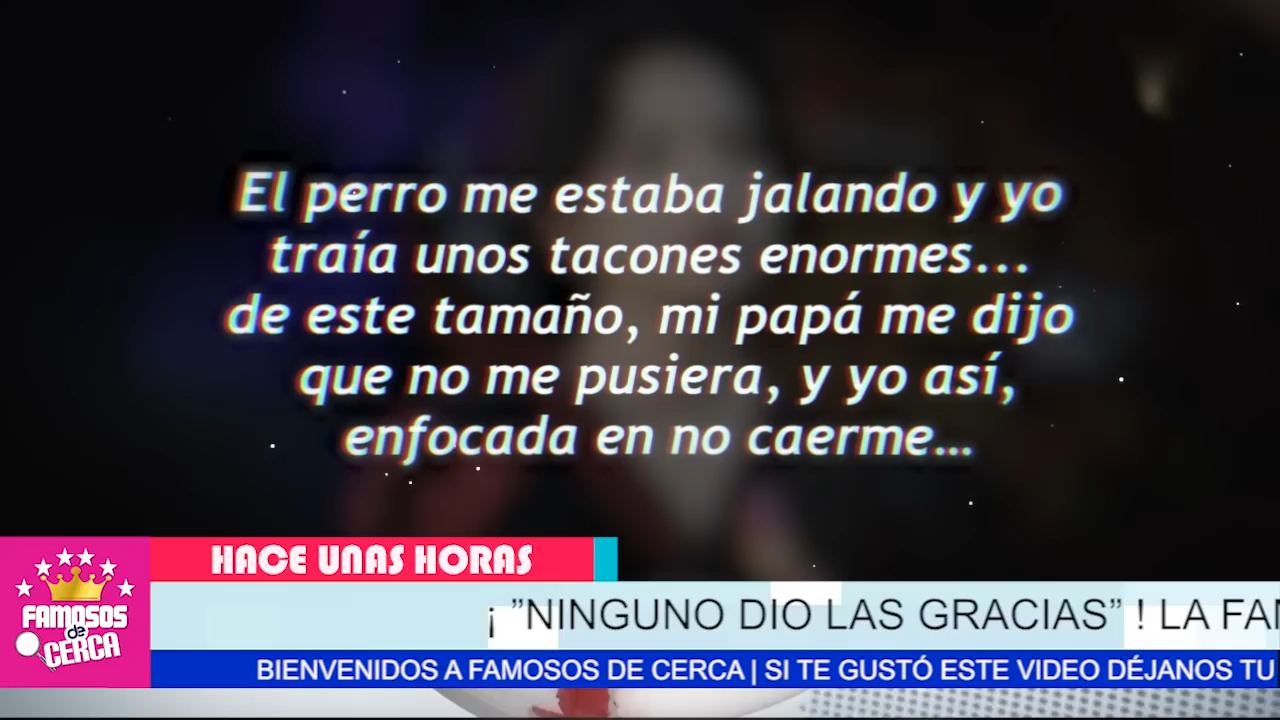 El perro me estaba jalando y yo
traía unos tacones enormes...
de este tamaño, mi papá me dijo
que no me pusiera, y yo así,
enfocada en no caerme...
HACE UNAS HORAS
FAMOSOS
de
CERCA
¡ ”NINGUNO DIO LAS GRACIAS” ! LA
BIENVENIDOS A FAMOSOS DE CERCA | SI TE GUSTÓ ESTE VIDEO DÉJANOS TU